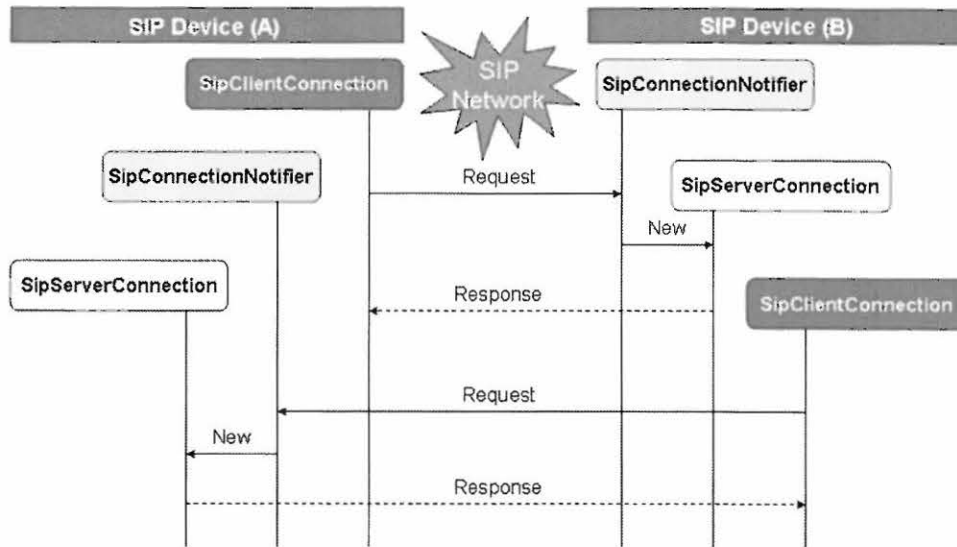 SIP Device (A)
SIP Device (B)
SipClientConnection
SIP
Network
SipConnectionNotifier
SipConnectionNotifier
Request
SipServerConnection
New
SipServerConnection
Response
SipClientConnection
Request
New
Response